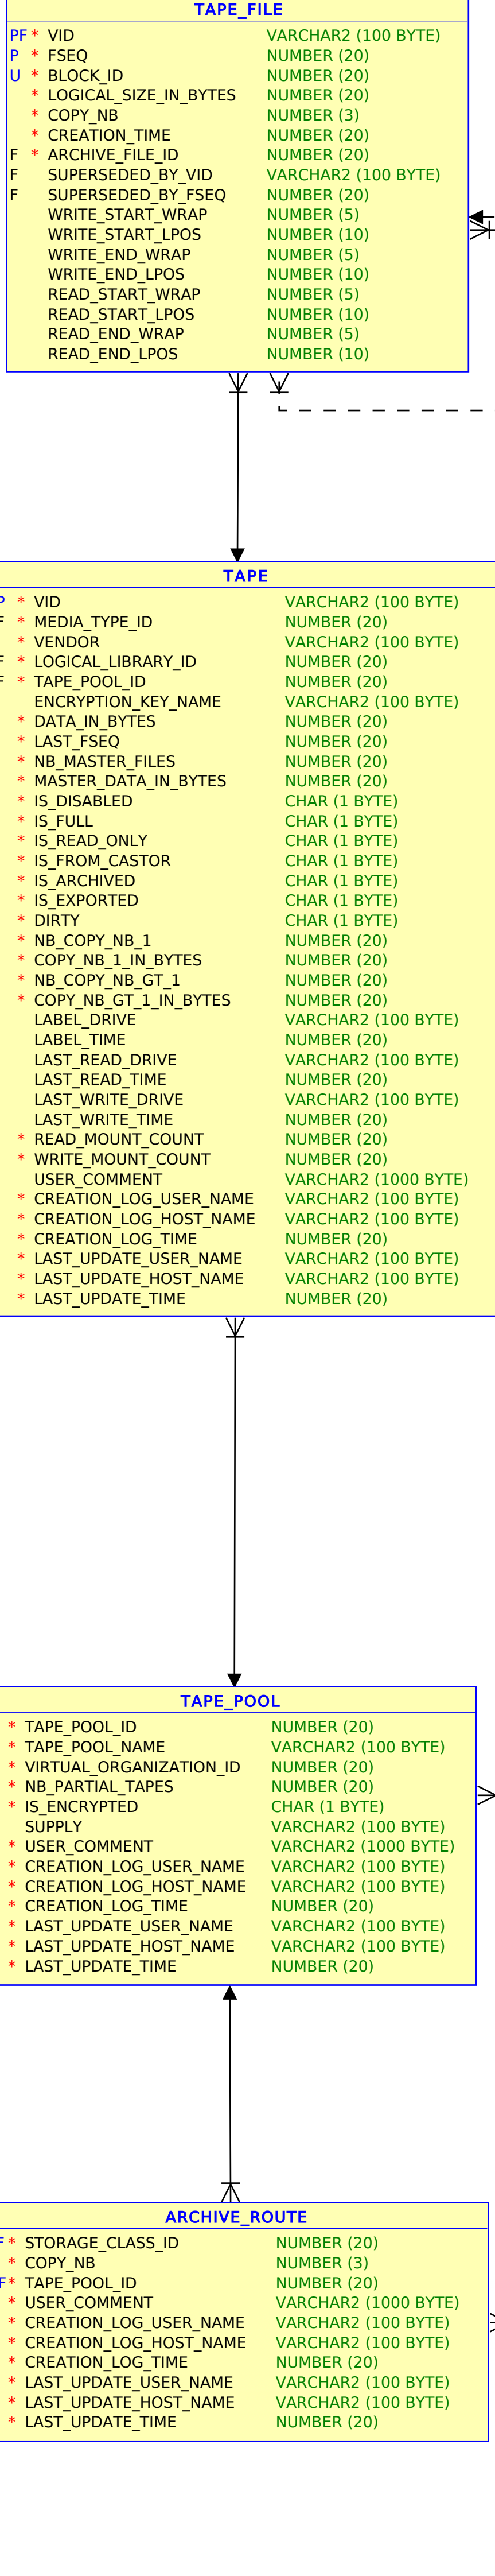 TAPE_FILE
PF * VID VARCHAR2 (100 BYTE)
P * FSEQ NUMBER (20)
U * BLOCK_ID NUMBER (20)
* LOGICAL_SIZE_IN_BYTES NUMBER (20)
* COPY_NB NUMBER (3)
* CREATION_TIME NUMBER (20)
F * ARCHIVE_FILE_ID NUMBER (20)
F SUPERSEDED_BY_VID VARCHAR2 (100 BYTE)
F SUPERSEDED_BY_FSEQ NUMBER (20)
WRITE_START_WRAP NUMBER (5)
WRITE_START_LPOS NUMBER (10)
WRITE_END_WRAP NUMBER (5)
WRITE_END_LPOS NUMBER (10)
READ_START_WRAP NUMBER (5)
READ_START_LPOS NUMBER (10)
READ_END_WRAP NUMBER (5)
READ_END_LPOS NUMBER (10)
TAPE
P * VID VARCHAR2 (100 BYTE)
F * MEDIA_TYPE_ID NUMBER (20)
* VENDOR VARCHAR2 (100 BYTE)
F * LOGICAL_LIBRARY_ID NUMBER (20)
F * TAPE_POOL_ID NUMBER (20)
ENCRYPTION_KEY_NAME VARCHAR2 (100 BYTE)
* DATA_IN_BYTES NUMBER (20)
* LAST_FSEQ NUMBER (20)
* NB_MASTER_FILES NUMBER (20)
* MASTER_DATA_IN_BYTES NUMBER (20)
* IS_DISABLED CHAR (1 BYTE)
* IS_FULL CHAR (1 BYTE)
* IS_READ_ONLY CHAR (1 BYTE)
* IS_FROM_CASTOR CHAR (1 BYTE)
* IS_ARCHIVED CHAR (1 BYTE)
* IS_EXPORTED CHAR (1 BYTE)
* DIRTY CHAR (1 BYTE)
* NB_COPY_NB_1 NUMBER (20)
* COPY_NB_1_IN_BYTES NUMBER (20)
* NB_COPY_NB_GT_1 NUMBER (20)
* COPY_NB_GT_1_IN_BYTES NUMBER (20)
LABEL_DRIVE VARCHAR2 (100 BYTE)
LABEL_TIME NUMBER (20)
LAST_READ_DRIVE VARCHAR2 (100 BYTE)
LAST_READ_TIME NUMBER (20)
LAST_WRITE_DRIVE VARCHAR2 (100 BYTE)
LAST_WRITE_TIME NUMBER (20)
* READ_MOUNT_COUNT NUMBER (20)
* WRITE_MOUNT_COUNT NUMBER (20)
USER_COMMENT VARCHAR2 (1000 BYTE)
* CREATION_LOG_USER_NAME VARCHAR2 (100 BYTE)
* CREATION_LOG_HOST_NAME VARCHAR2 (100 BYTE)
* CREATION_LOG_TIME NUMBER (20)
* LAST_UPDATE_USER_NAME VARCHAR2 (100 BYTE)
* LAST_UPDATE_HOST_NAME VARCHAR2 (100 BYTE)
* LAST_UPDATE_TIME NUMBER (20)
TAPE_POOL
* TAPE_POOL_ID NUMBER (20)
* TAPE_POOL_NAME VARCHAR2 (100 BYTE)
* VIRTUAL_ORGANIZATION_ID NUMBER (20)
* NB_PARTIAL_TAPES NUMBER (20)
* IS_ENCRYPTED CHAR (1 BYTE)
SUPPLY VARCHAR2 (100 BYTE)
* USER_COMMENT VARCHAR2 (1000 BYTE)
* CREATION_LOG_USER_NAME VARCHAR2 (100 BYTE)
* CREATION_LOG_HOST_NAME VARCHAR2 (100 BYTE)
* CREATION_LOG_TIME NUMBER (20)
* LAST_UPDATE_USER_NAME VARCHAR2 (100 BYTE)
* LAST_UPDATE_HOST_NAME VARCHAR2 (100 BYTE)
* LAST_UPDATE_TIME NUMBER (20)
ARCHIVE_ROUTE
F * STORAGE_CLASS_ID NUMBER (20)
* COPY_NB NUMBER (3)
F * TAPE_POOL_ID NUMBER (20)
* USER_COMMENT VARCHAR2 (1000 BYTE)
* CREATION_LOG_USER_NAME VARCHAR2 (100 BYTE)
* CREATION_LOG_HOST_NAME VARCHAR2 (100 BYTE)
* CREATION_LOG_TIME NUMBER (20)
* LAST_UPDATE_USER_NAME VARCHAR2 (100 BYTE)
* LAST_UPDATE_HOST_NAME VARCHAR2 (100 BYTE)
* LAST_UPDATE_TIME NUMBER (20)